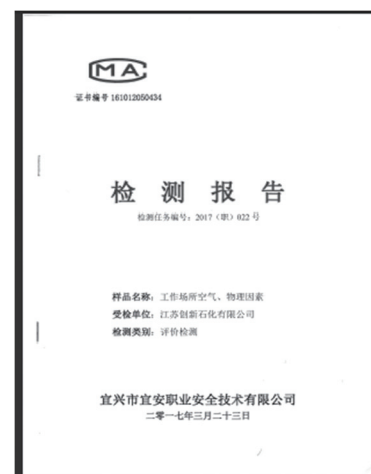 MA
证书编号 161012050434
检 测 报 告
检测任务编号：2017（职）022 号
样品名称：工作场所空气、物理因素
受检单位：江苏创新石化有限公司
检测类别：评价检测
宜兴市宜安职业安全技术有限公司
二零一七年三月二十三日